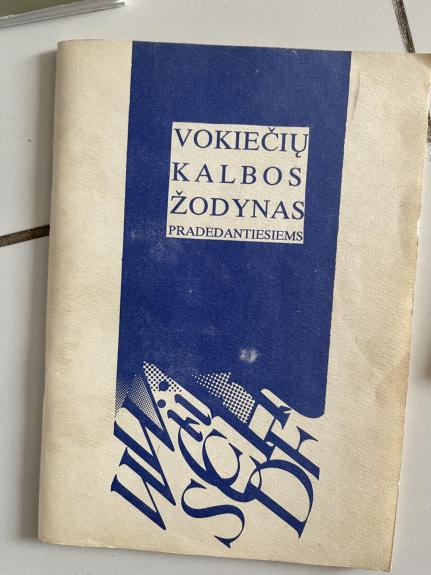 VOKIEČIŲ
KALBOS
ŽODYNAS
PRADEDANTIESIEMS